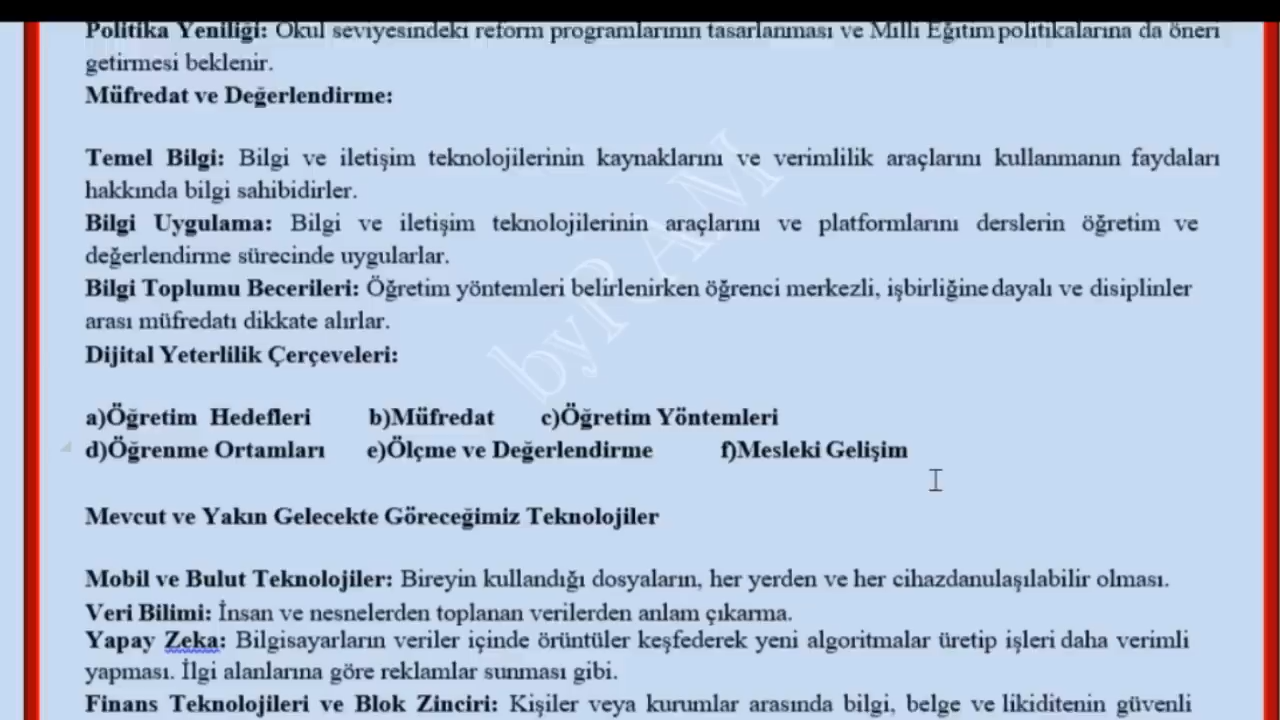 Politika Yeniliği: Okul seviyesindeki reform programlarının tasarlanması ve Milli Eğitim politikalarına da öneri
getirmesi beklenir.
Müfredat ve Değerlendirme:
Temel Bilgi: Bilgi ve iletişim teknolojilerinin kaynaklarını ve verimlilik araçlarını kullanmanın faydaları
hakkında bilgi sahibidirler.
Bilgi Uygulama: Bilgi ve iletişim teknolojilerinin araçlarını ve platformlarını derslerin öğretim ve
değerlendirme sürecinde uygularlar.
Bilgi Toplumu Becerileri: Öğretim yöntemleri belirlenirken öğrenci merkezli, işbirliğine dayalı ve disiplinler
arası müfredatı dikkate alırlar.
Dijital Yeterlilik Çerçeveleri:
a)Öğretim Hedefleri b)Müfredat c)Öğretim Yöntemleri
d)Öğrenme Ortamları e)Ölçme ve Değerlendirme f)Mesleki Gelişim
Mevcut ve Yakın Gelecekte Göreceğimiz Teknolojiler
Mobil ve Bulut Teknolojiler: Bireyin kullandığı dosyaların, her yerden ve her cihazdanulaşılabilir olması.
Veri Bilimi: İnsan ve nesnelerden toplanan verilerden anlam çıkarma.
Yapay Zeka: Bilgisayarların veriler içinde örüntüler keşfederek yeni algoritmalar üretip işleri daha verimli
yapması. İlgi alanlarına göre reklamlar sunması gibi.
Finans Teknolojileri ve Blok Zinciri: Kişiler veya kurumlar arasında bilgi, belge ve likiditenin güvenli
byPAM